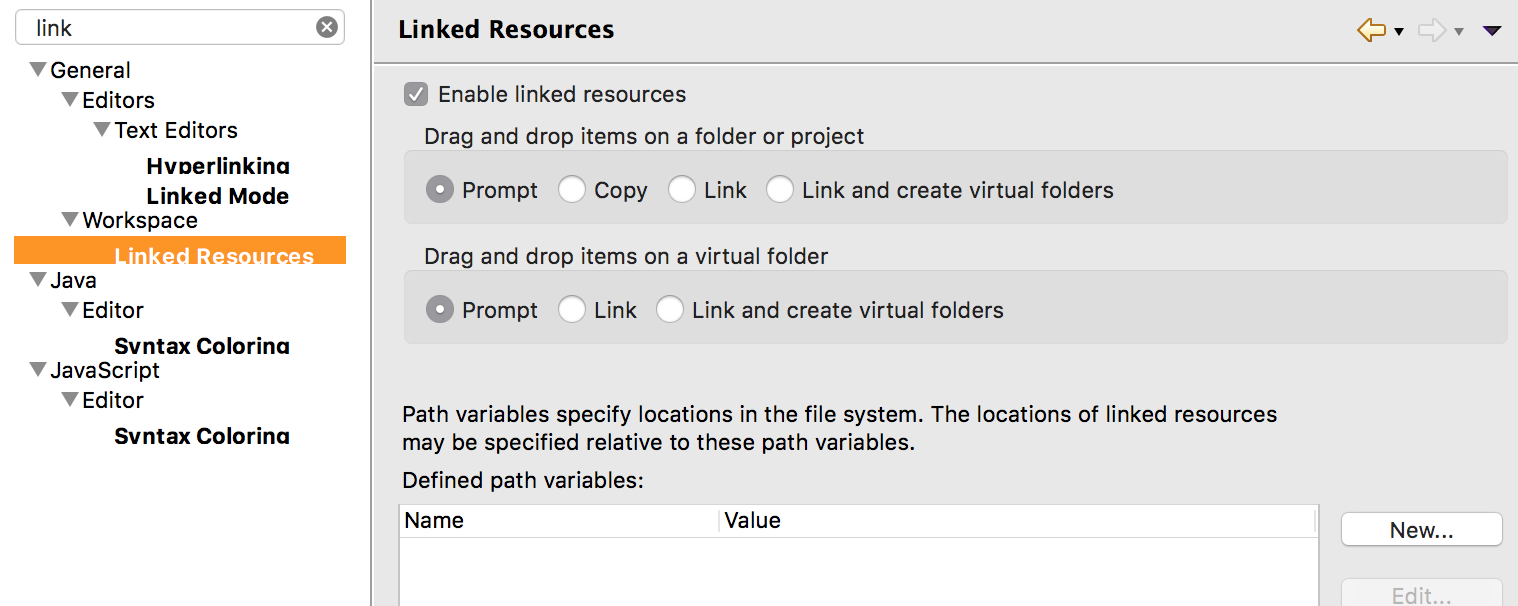 link
General
Editors
Text Editors
Hyperlinking
Linked Mode
Workspace
Linked Resources
Java
Editor
Syntax Coloring
JavaScript
Editor
Syntax Coloring
Linked Resources
Enable linked resources
Drag and drop items on a folder or project
Prompt Copy Link Link and create virtual folders
Drag and drop items on a virtual folder
Prompt Link Link and create virtual folders
Path variables specify locations in the file system. The locations of linked resources
may be specified relative to these path variables.
Defined path variables:
Name Value
New...
Edit...